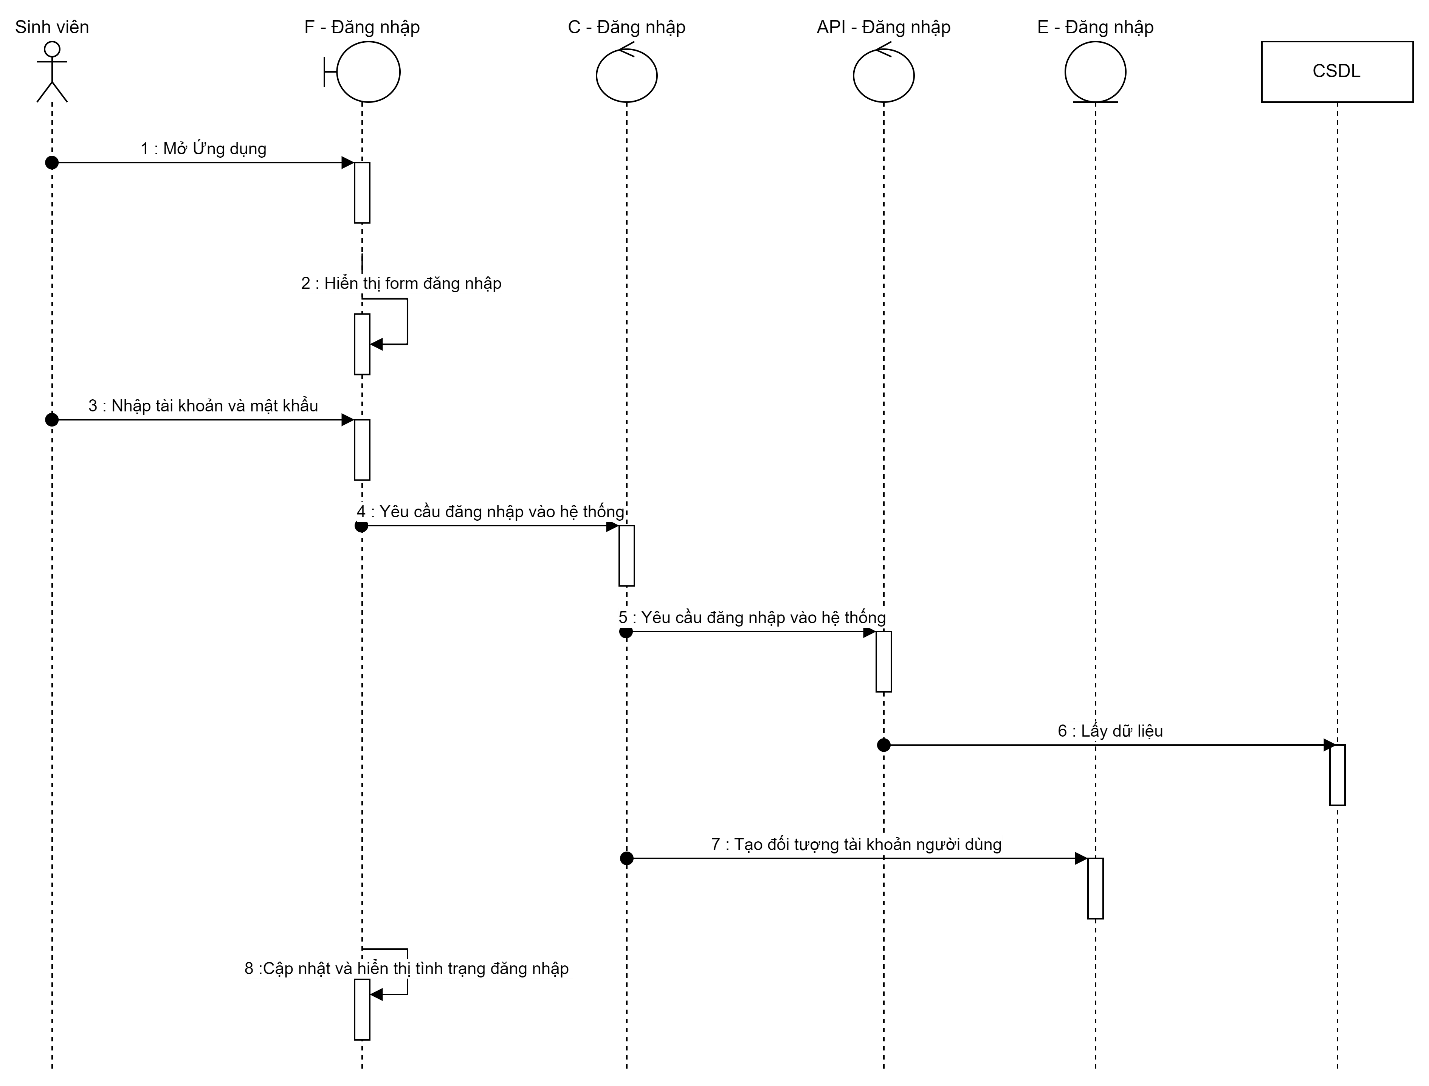 Sinh viên
F - Đăng nhập
C - Đăng nhập
API - Đăng nhập
E - Đăng nhập
CSDL
1 : Mở Ứng dụng
2 : Hiển thị form đăng nhập
3 : Nhập tài khoản và mật khẩu
4 : Yêu cầu đăng nhập vào hệ thống
5 : Yêu cầu đăng nhập vào hệ thống
6 : Lấy dữ liệu
7 : Tạo đối tượng tài khoản người dùng
8 :Cập nhật và hiển thị tình trạng đăng nhập